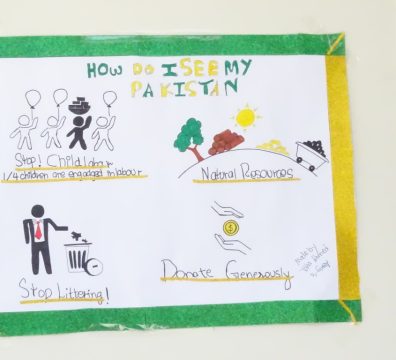 HOW DO I SEE MY
PAKISTAN
Stop! Child labour
1/4 children are engaged in labour
Natural Resources
Stop Littering!
Donate Generously
$
Made by